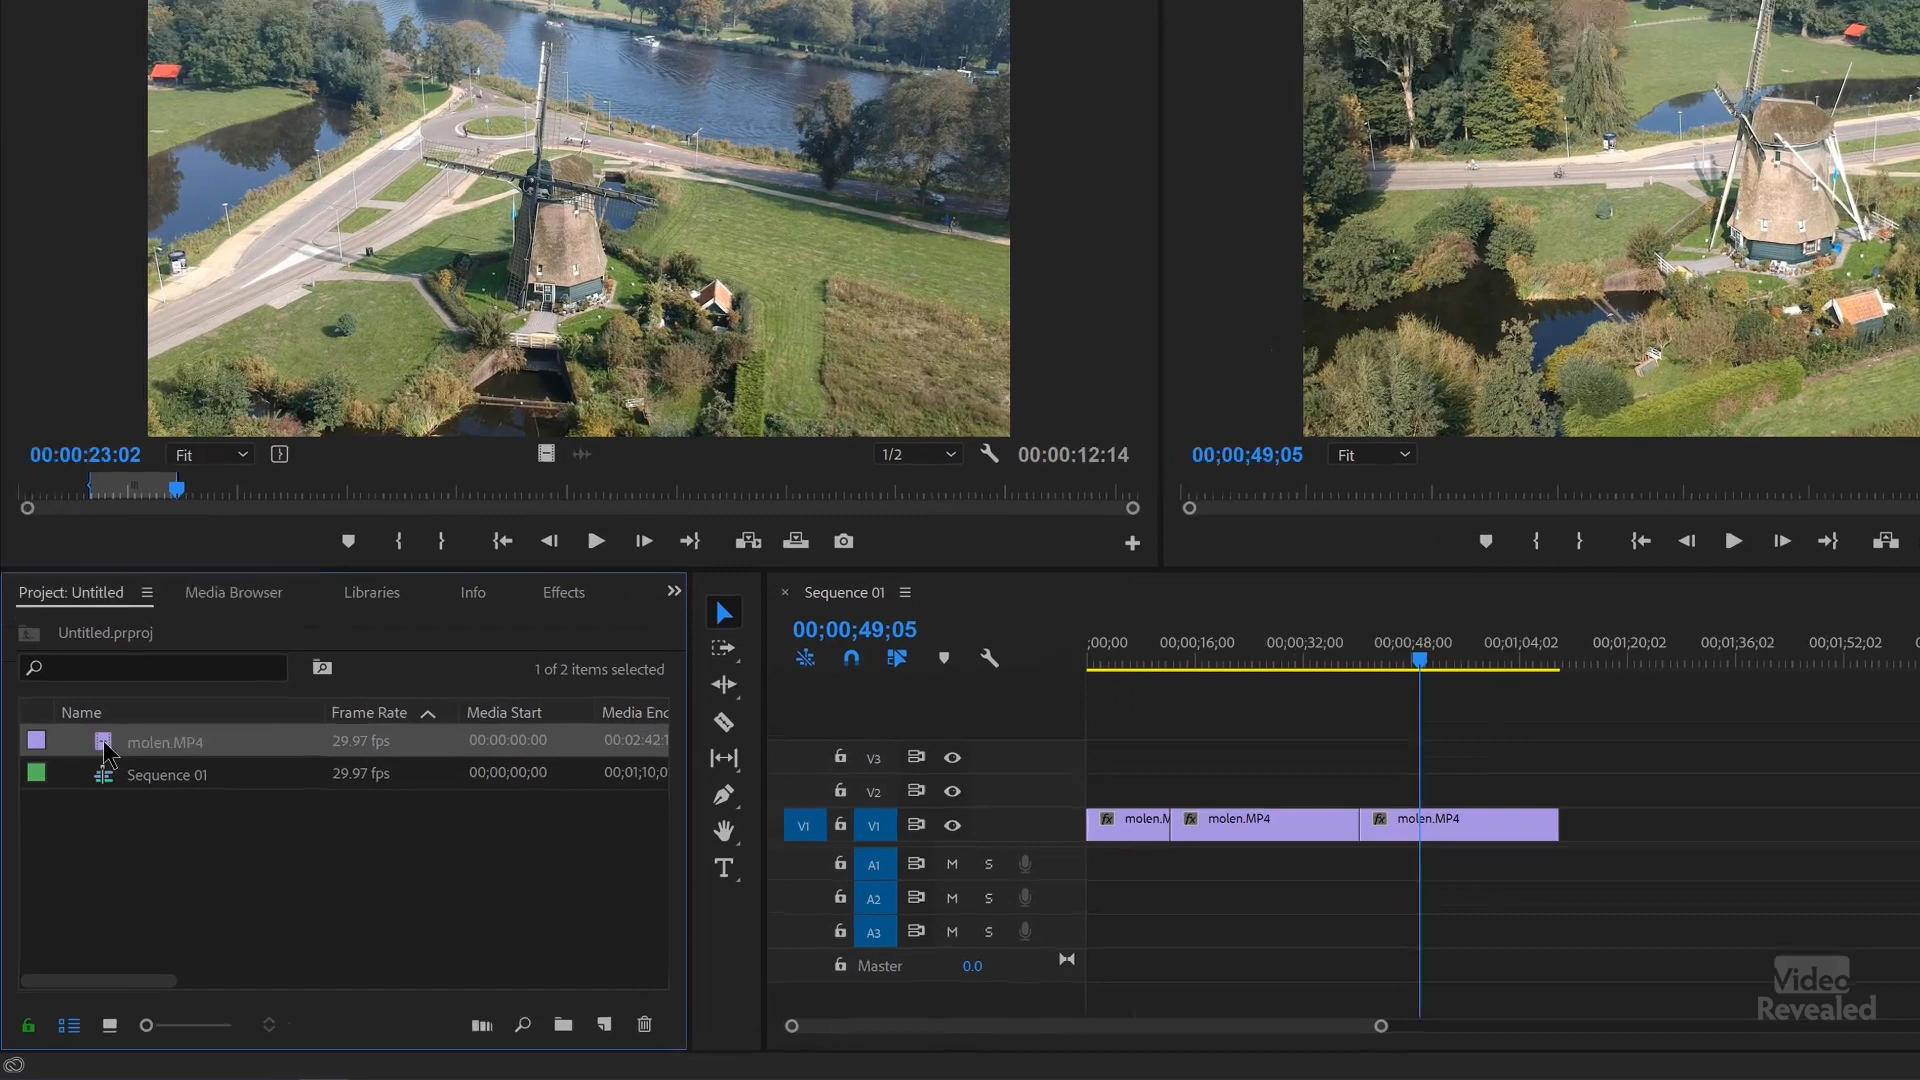 00:00:23:02 Fit 1/2 00:00:12:14
00;00;49;05 Fit
Project: Untitled Media Browser Libraries Info Effects
Untitled.prproj
1 of 2 items selected
Name Frame Rate Media Start Media End
molen.MP4 29.97 fps 00:00:00:00 00:02:42:1
Sequence 01 29.97 fps 00;00;00;00 00;01;10;0
× Sequence 01
00;00;49;05
;00;00 00;00;16;00 00;00;32;00 00;00;48;00 00;01;04;02 00;01;20;02 00;01;36;02 00;01;52;02
V3
V2
V1 V1 fx molen.M fx molen.MP4 fx molen.MP4
A1 M S
A2 M S
A3 M S
Master 0.0
T
Video
Revealed